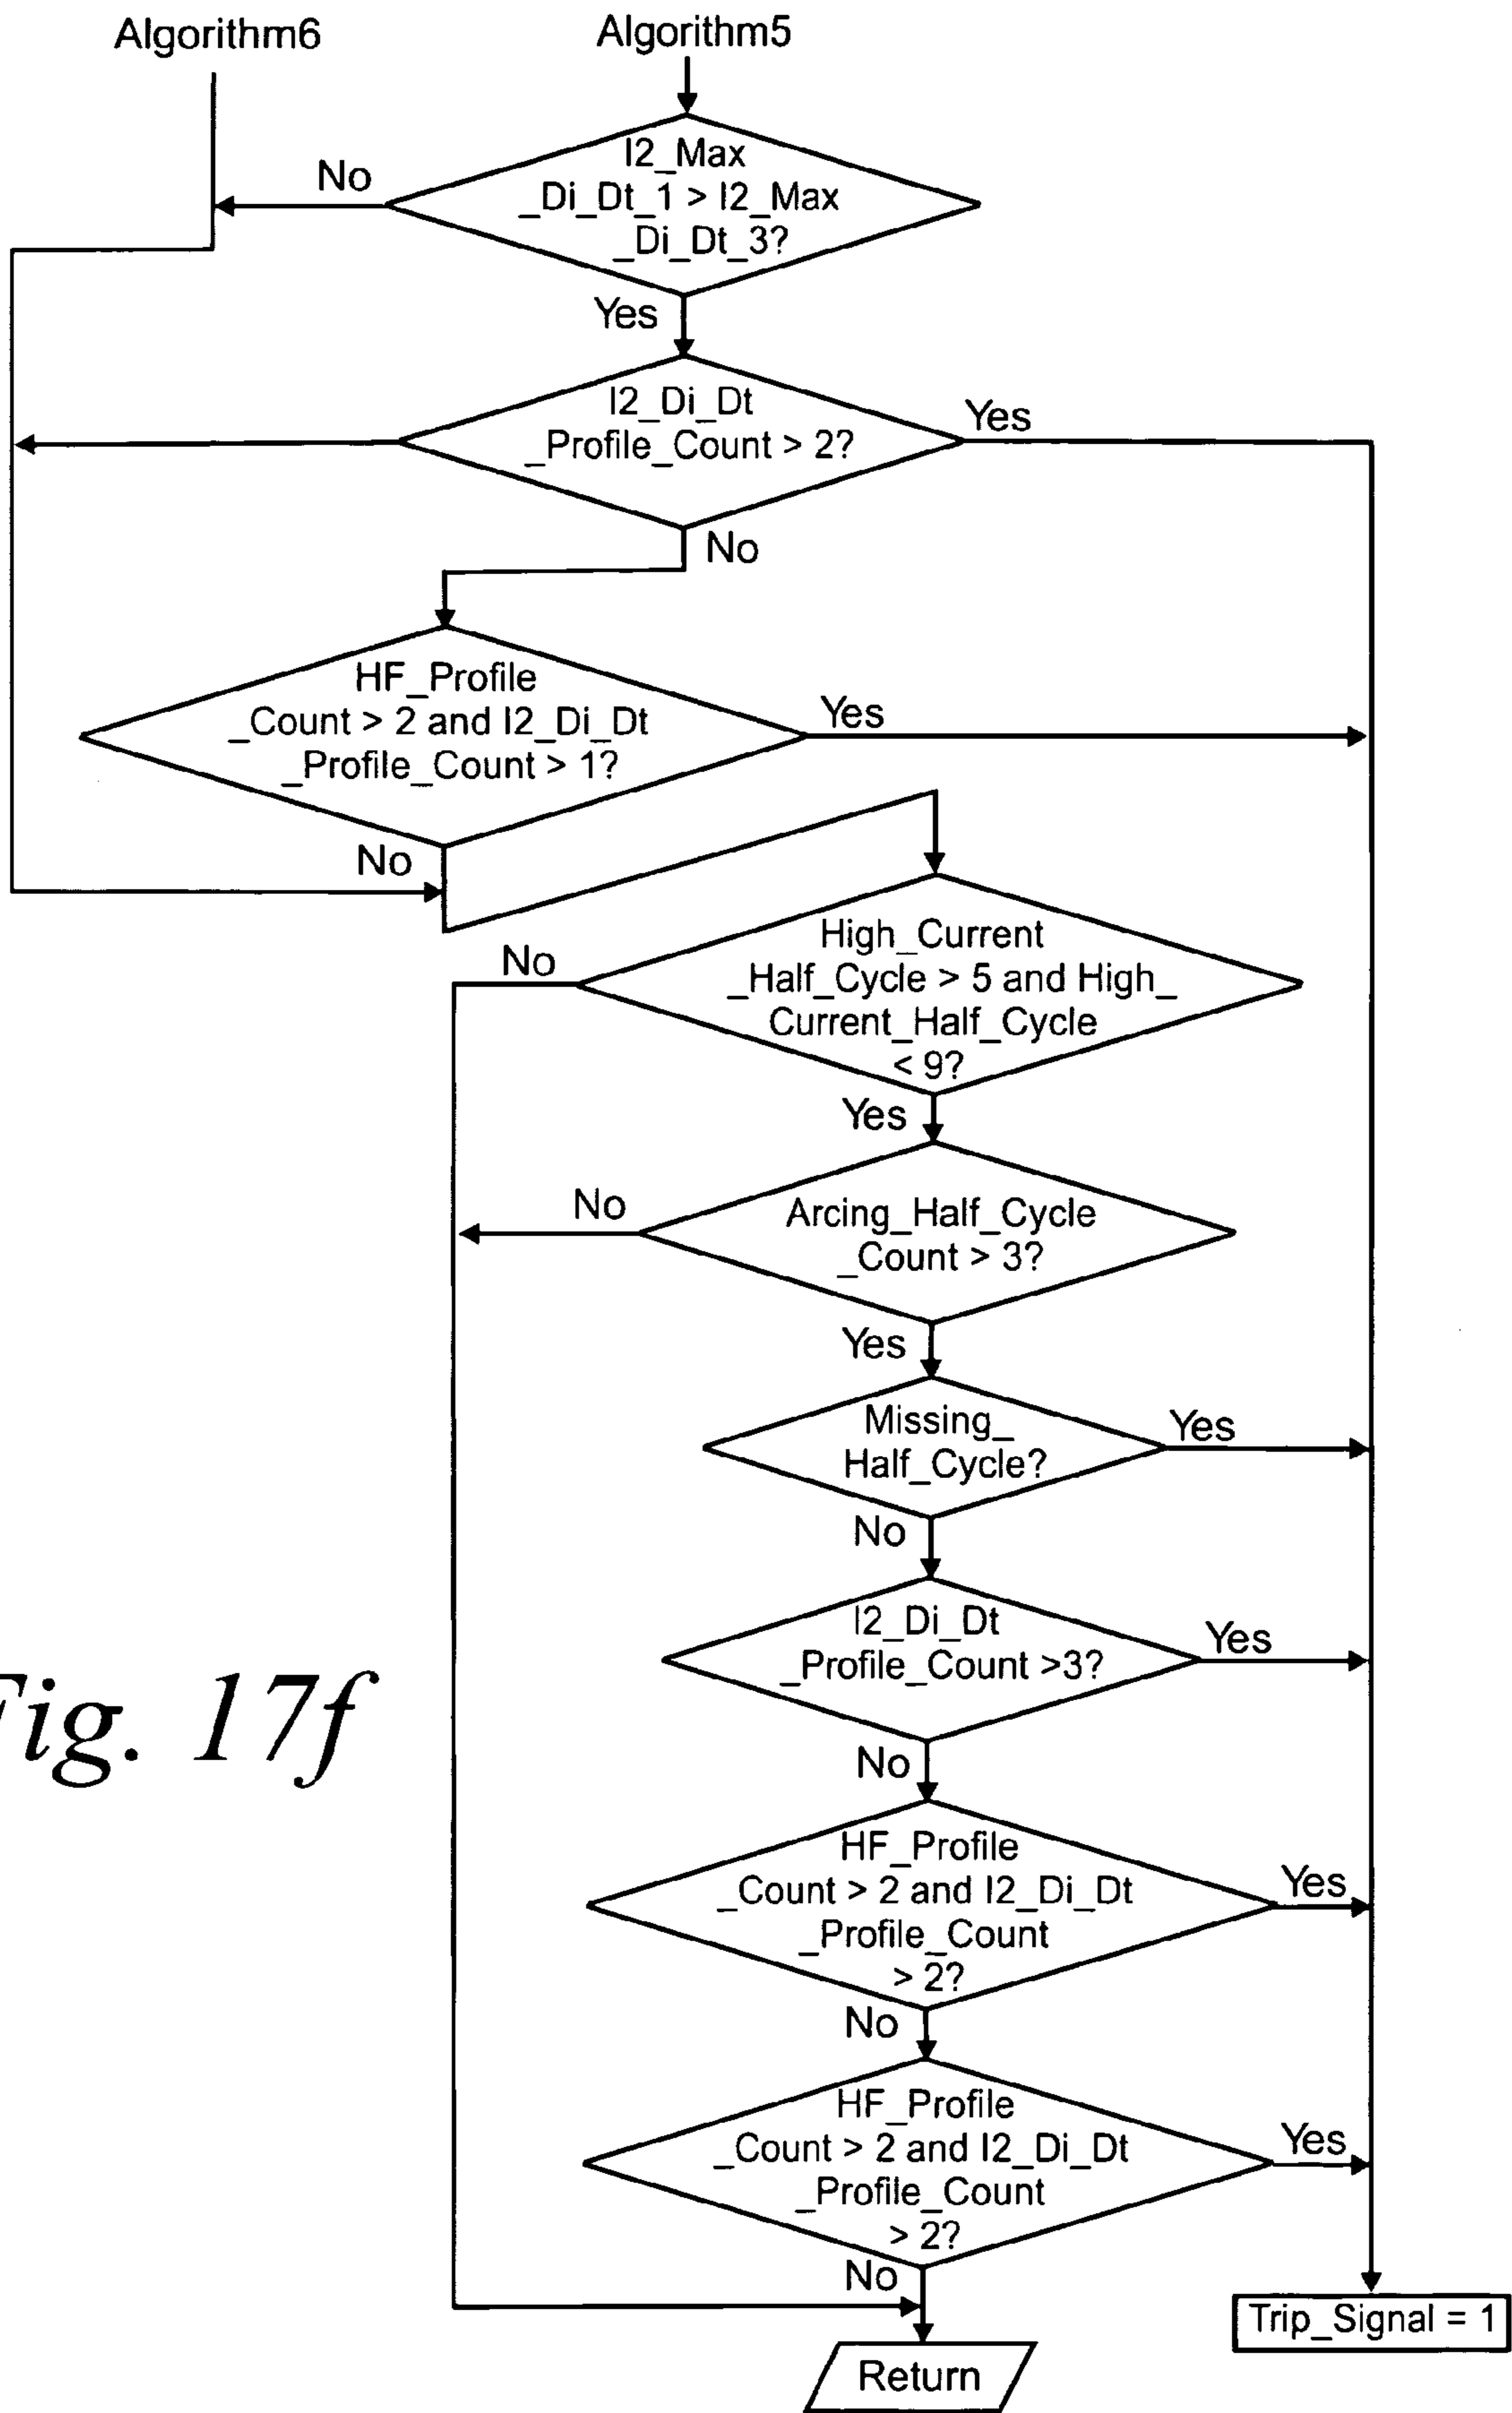 Algorithm6
Algorithm5
I2_Max
_Di_Dt_1 > I2_Max
_Di_Dt_3?
No
Yes
I2_Di_Dt
_Profile_Count > 2?
Yes
No
HF_Profile
_Count > 2 and I2_Di_Dt
_Profile_Count > 1?
Yes
No
High_Current
_Half_Cycle > 5 and High_
Current_Half_Cycle
< 9?
No
Yes
Arcing_Half_Cycle
_Count > 3?
No
Yes
Missing_
Half_Cycle?
Yes
No
I2_Di_Dt
_Profile_Count >3?
Yes
No
HF_Profile
_Count > 2 and I2_Di_Dt
_Profile_Count
> 2?
Yes
No
HF_Profile
_Count > 2 and I2_Di_Dt
_Profile_Count
> 2?
Yes
No
Trip_Signal = 1
Return
Fig. 17f